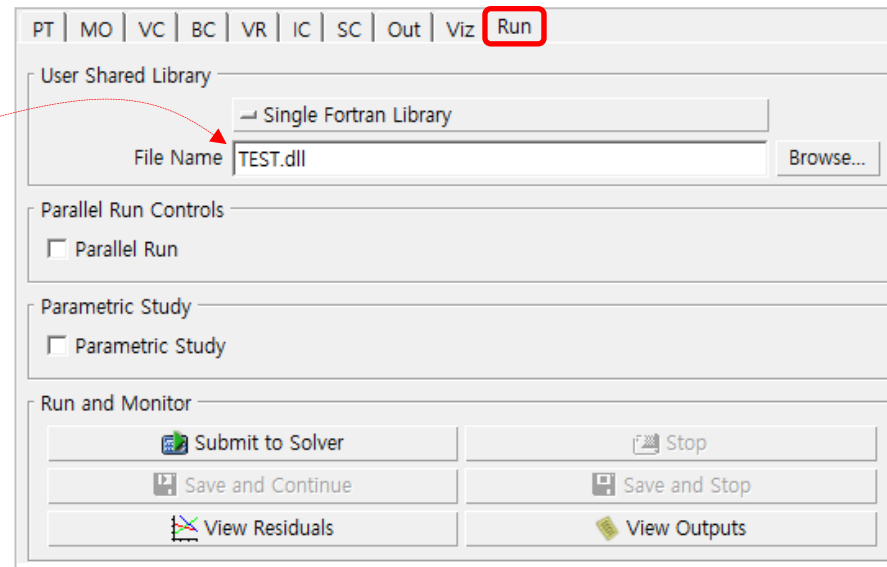 PT MO VC BC VR IC SC Out Viz Run
User Shared Library
Single Fortran Library
File Name TEST.dll Browse...
Parallel Run Controls
Parallel Run
Parametric Study
Parametric Study
Run and Monitor
Submit to Solver Stop
Save and Continue Save and Stop
View Residuals View Outputs